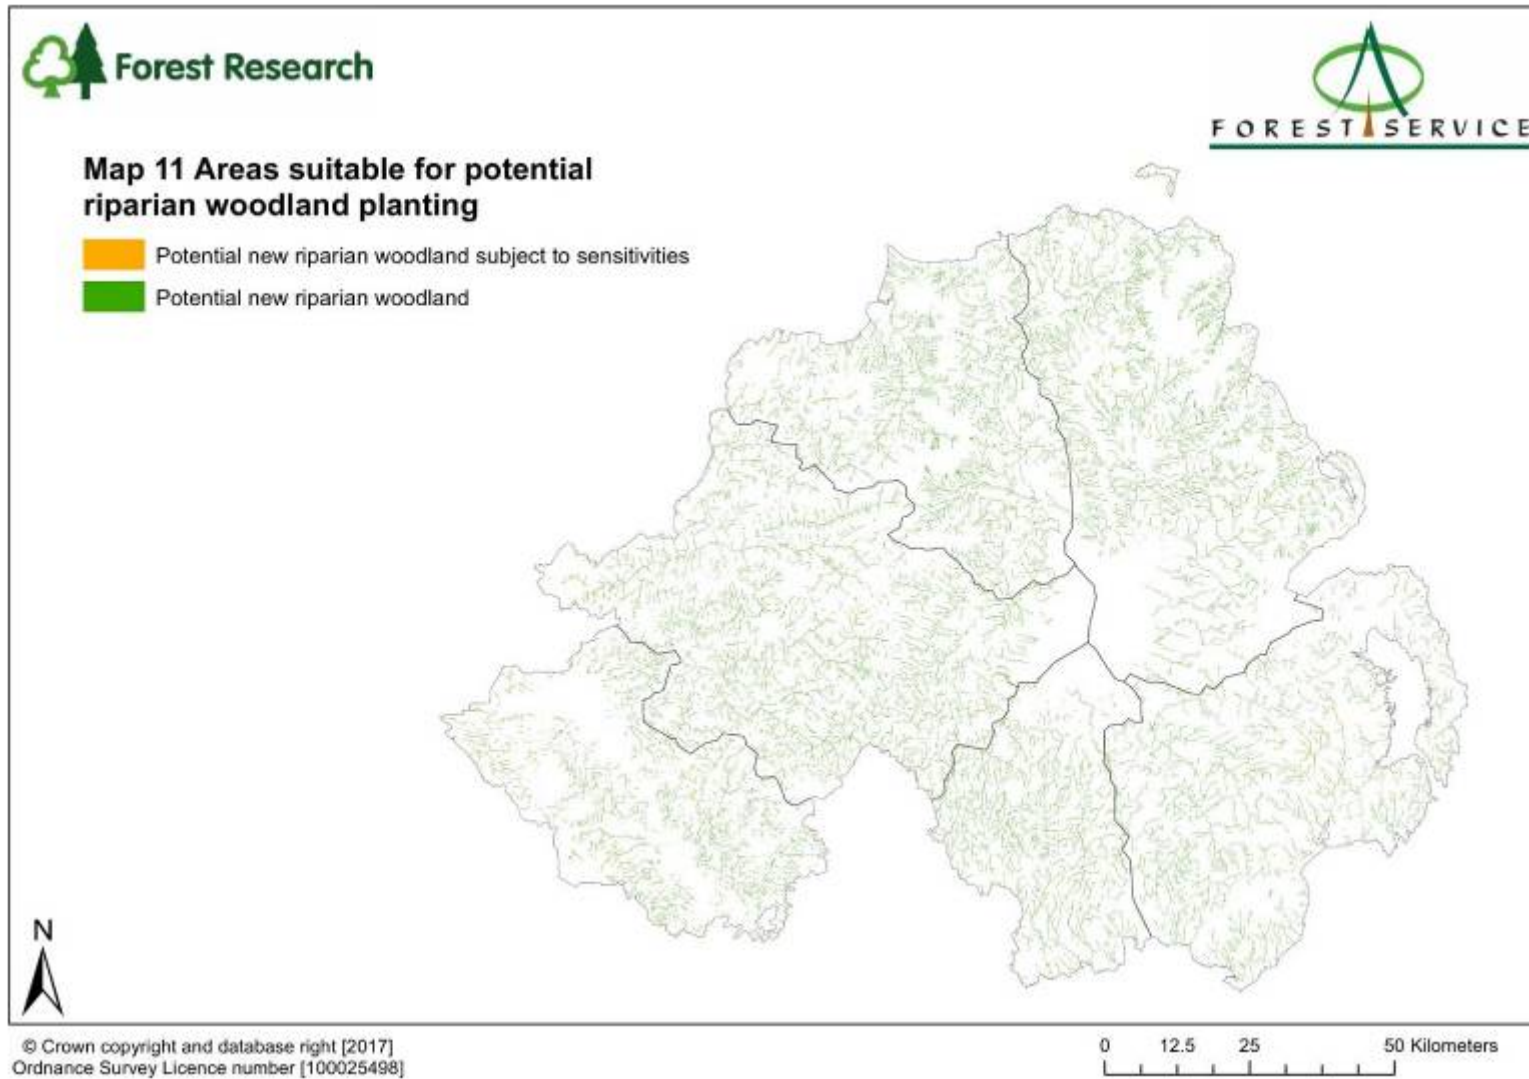 Forest Research
FOREST SERVICE
Map 11 Areas suitable for potential
riparian woodland planting
Potential new riparian woodland subject to sensitivities
Potential new riparian woodland
N
© Crown copyright and database right [2017]
Ordnance Survey Licence number [100025498]
0 12.5 25 50 Kilometers